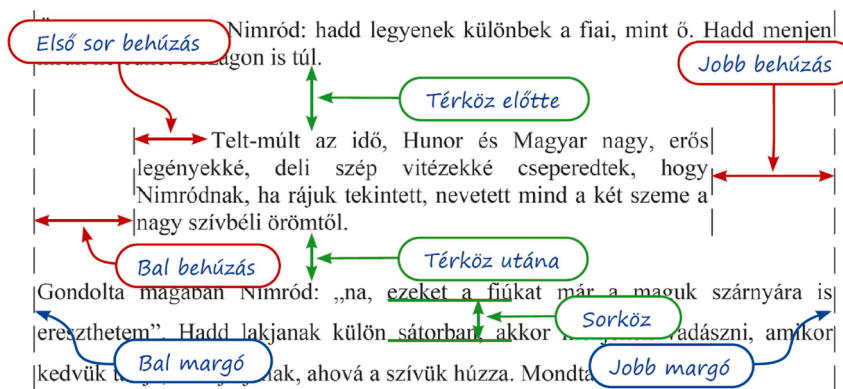 Nimród: hadd legyenek különbek a fiai, mint ő. Hadd menjen
Első sor behúzás
is túl.
Jobb behúzás
Térköz előtte
Telt-múlt az idő, Hunor és Magyar nagy, erős
legényekké, deli szép vitézekké cseperedtek, hogy
Nimródnak, ha rájuk tekintett, nevetett mind a két szeme a
nagy szívbéli örömtől.
Bal behúzás
Térköz utána
Gondolta magában Nimród: „na, ezeket a fiúkat már a maguk szárnyára is
Sorköz
ereszthetem”. Hadd lakjanak külön sátorban, akkor vadászni, amikor
Bal margó
Jobb margó
kedvük ahová a szívük húzza.